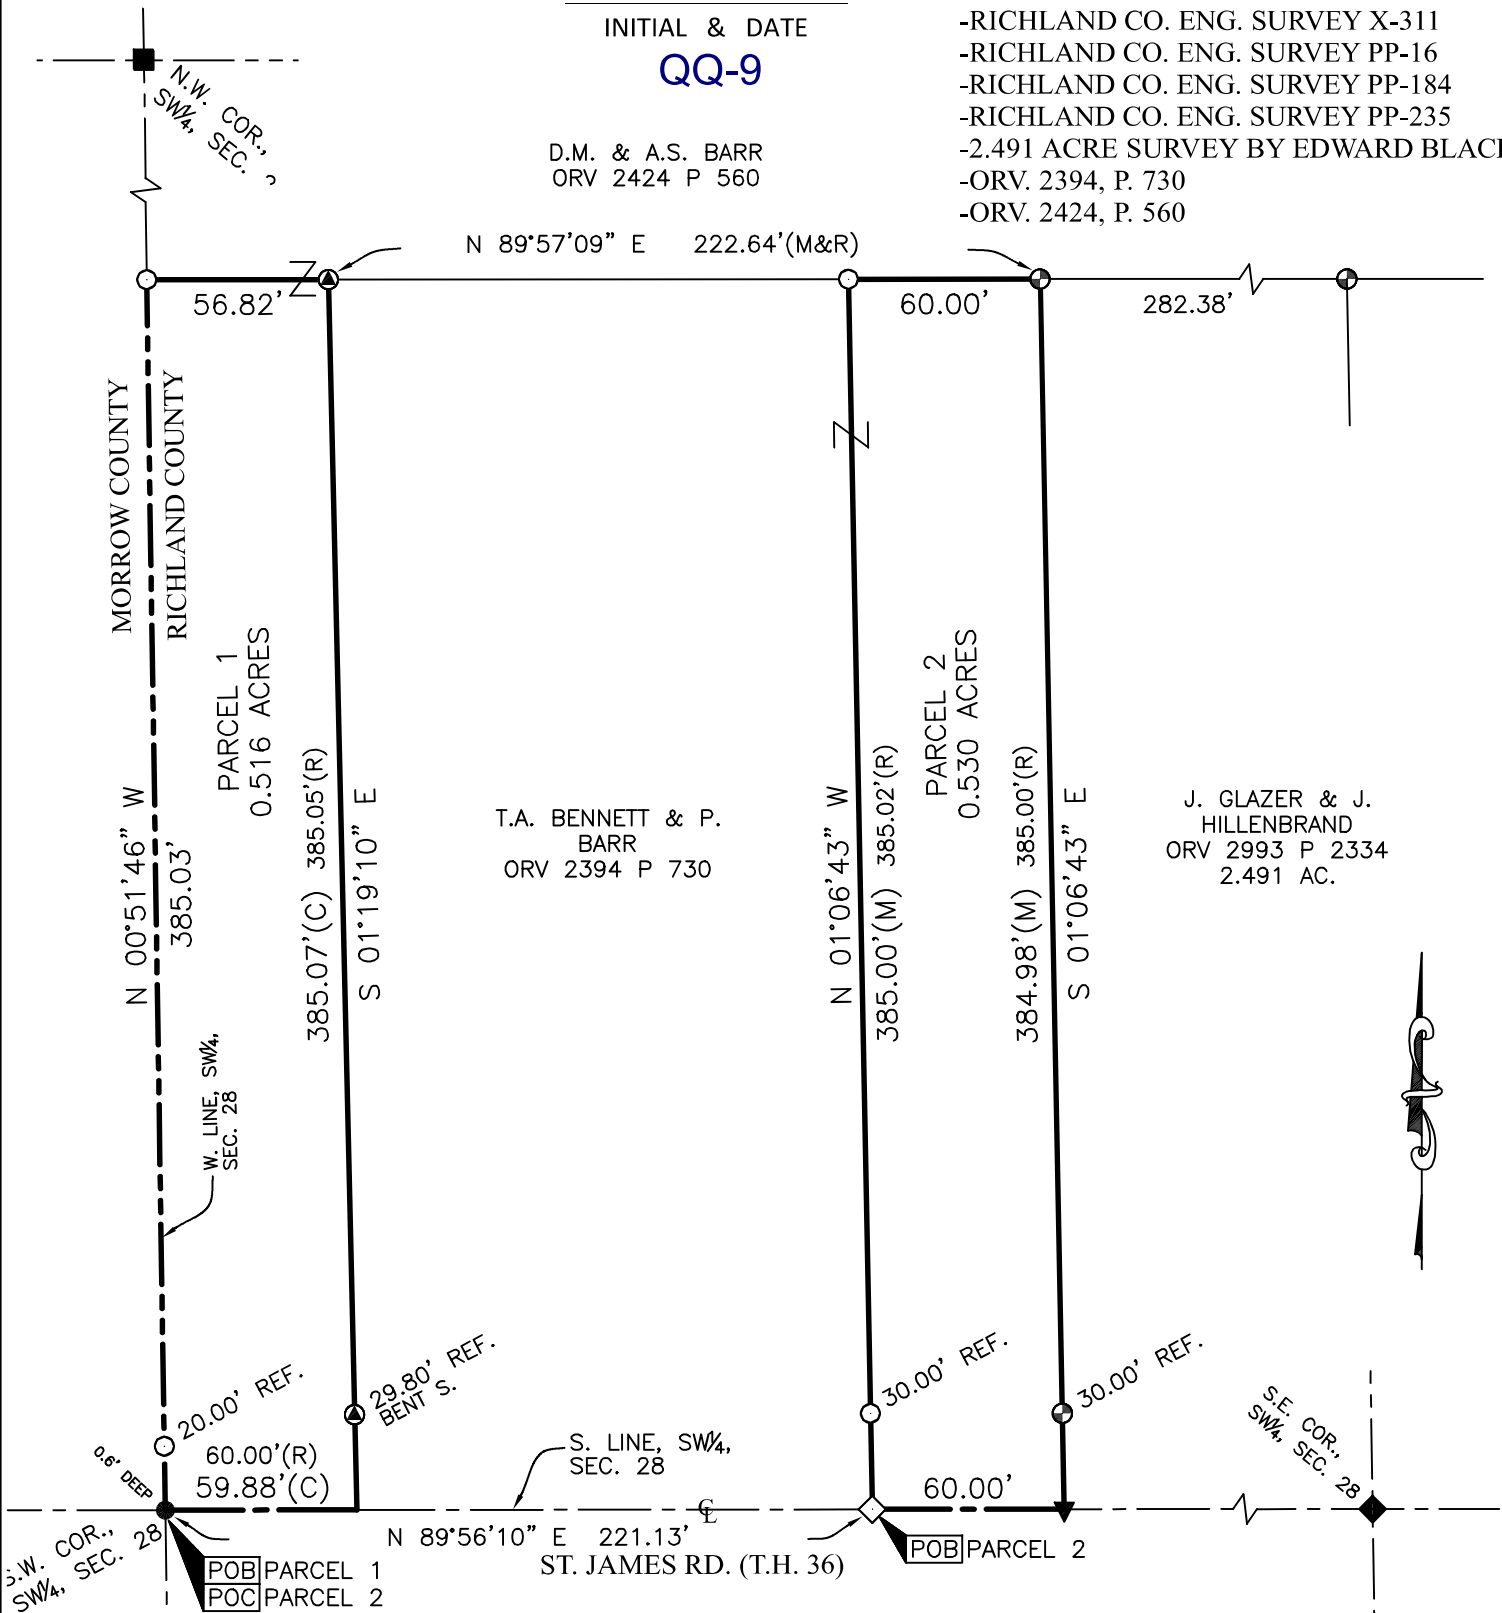 INITIAL & DATE
QQ-9
-RICHLAND CO. ENG. SURVEY X-311
-RICHLAND CO. ENG. SURVEY PP-16
-RICHLAND CO. ENG. SURVEY PP-184
-RICHLAND CO. ENG. SURVEY PP-235
-2.491 ACRE SURVEY BY EDWARD
-ORV. 2394, P. 730
-ORV. 2424, P. 560
N.W. COR.,
SW¼, SEC.
D.M. & A.S. BARR
ORV 2424 P 560
N 89°57'09" E 222.64'(M&R)
56.82'
60.00'
282.38'
MORROW COUNTY
RICHLAND COUNTY
PARCEL 1
0.516 ACRES
N 00°51'46" W
385.03'
385.07'(C) 385.05'(R)
S 01°19'10" E
T.A. BENNETT & P.
BARR
ORV 2394 P 730
N 01°06'43" W
385.00'(M) 385.02'(R)
PARCEL 2
0.530 ACRES
384.98'(M) 385.00'(R)
S 01°06'43" E
J. GLAZER & J.
HILLENBRAND
ORV 2993 P 2334
2.491 AC.
W. LINE, SW¼,
SEC. 28
20.00' REF.
29.80' REF.
BENT S.
30.00' REF.
30.00' REF.
S.E. COR.,
SW¼, SEC. 28
0.6' DEEP
60.00'(R)
59.88'(C)
S. LINE, SW¼,
SEC. 28
60.00'
℄
S.W. COR.,
SW¼, SEC. 28
N 89°56'10" E 221.13'
ST. JAMES RD. (T.H. 36)
POB PARCEL 1
POC PARCEL 2
POB PARCEL 2